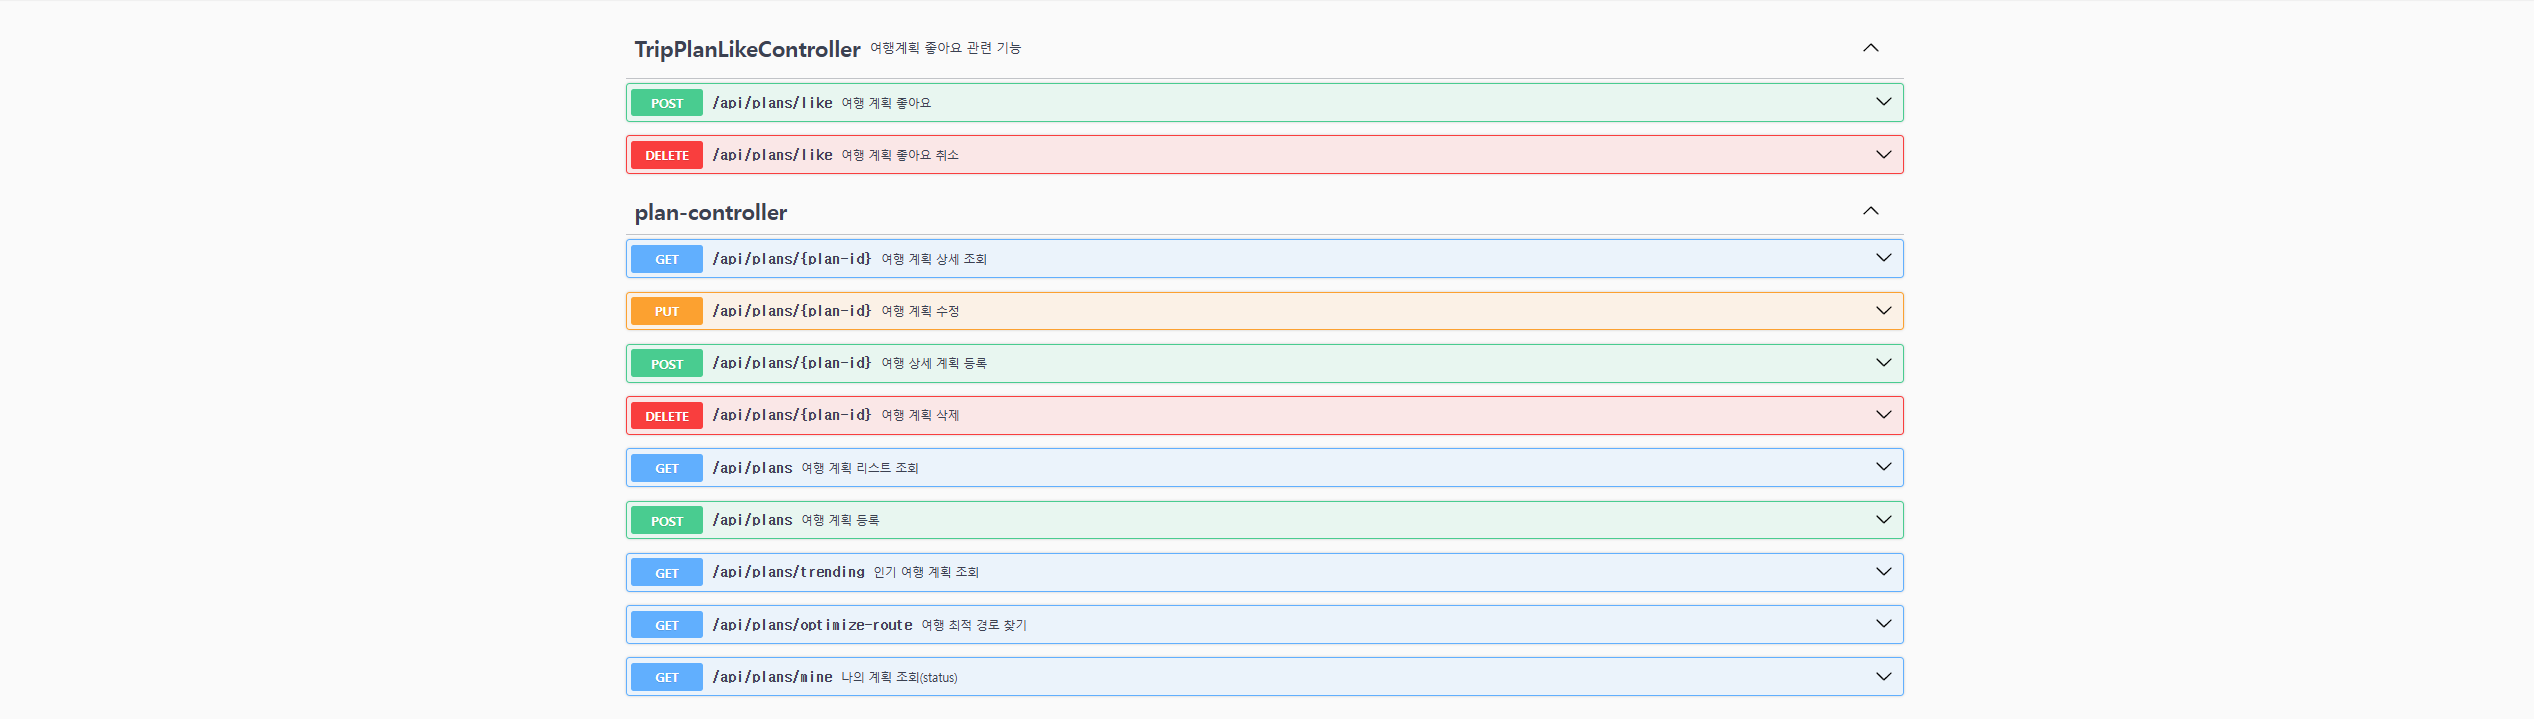 TripPlanLikeController 여행계획 좋아요 관련 기능
POST /api/plans/like 여행 계획 좋아요
DELETE /api/plans/like 여행 계획 좋아요 취소
plan-controller
GET /api/plans/{plan-id} 여행 계획 상세 조회
PUT /api/plans/{plan-id} 여행 계획 수정
POST /api/plans/{plan-id} 여행 상세 계획 등록
DELETE /api/plans/{plan-id} 여행 계획 삭제
GET /api/plans 여행 계획 리스트 조회
POST /api/plans 여행 계획 등록
GET /api/plans/trending 인기 여행 계획 조회
GET /api/plans/optimize-route 여행 최적 경로 찾기
GET /api/plans/mine 나의 계획 조회(status)